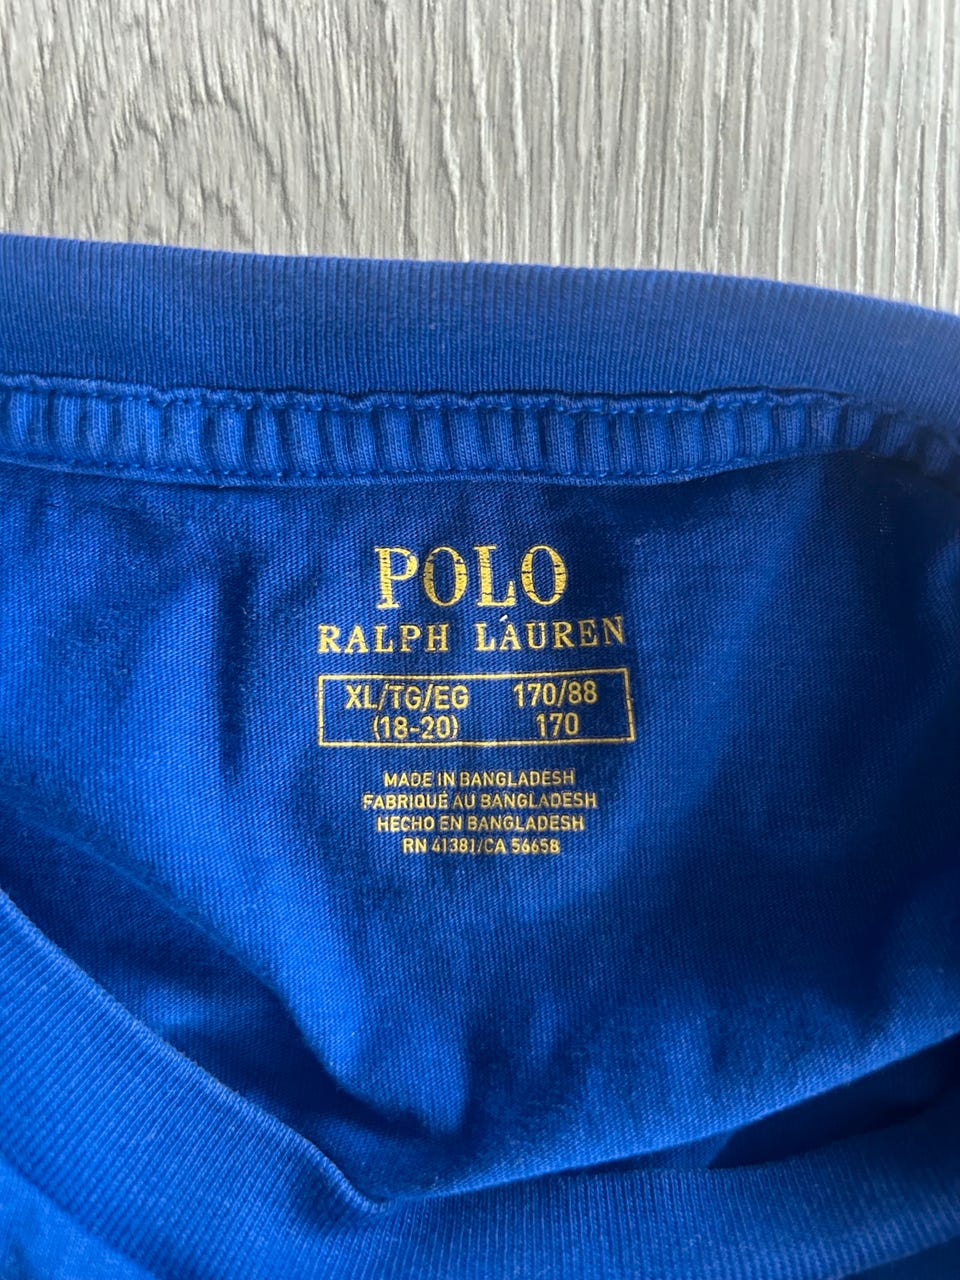 POLO
RALPH LAUREN
XL/TG/EG 170/88
(18-20) 170
MADE IN BANGLADESH
FABRIQUÉ AU BANGLADESH
HECHO EN BANGLADESH
RN 41381/CA 56658